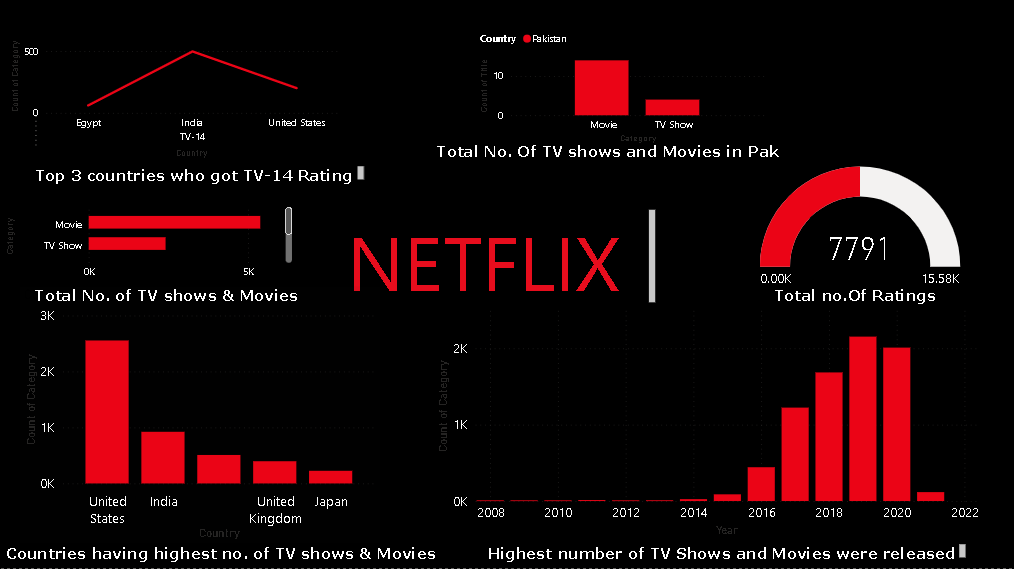 500
0
Count of Category
Egypt
India
United States
TV-14
Country
Top 3 countries who got TV-14 Rating
Country Pakistan
10
0
Count of Title
Movie
TV Show
Category
Total No. Of TV shows and Movies in Pak
Category
Movie
TV Show
0K
5K
Total No. of TV shows & Movies
NETFLIX
7791
0.00K
15.58K
Total no.Of Ratings
3K
2K
1K
0K
Count of Category
United
States
India
United
Kingdom
Japan
Country
Countries having highest no. of TV shows & Movies
2K
1K
0K
Count of Category
2008
2010
2012
2014
2016
2018
2020
2022
Year
Highest number of TV Shows and Movies were released